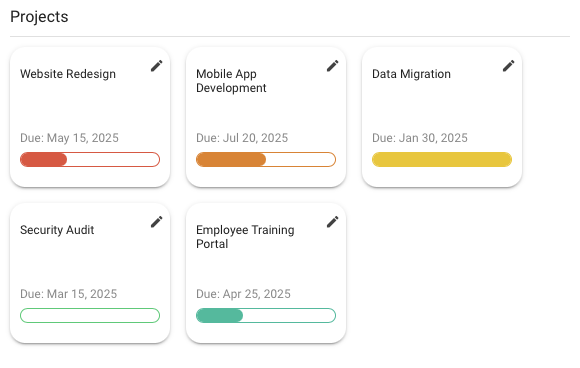 Projects
Website Redesign
Due: May 15, 2025
Mobile App
Development
Due: Jul 20, 2025
Data Migration
Due: Jan 30, 2025
Security Audit
Due: Mar 15, 2025
Employee Training
Portal
Due: Apr 25, 2025